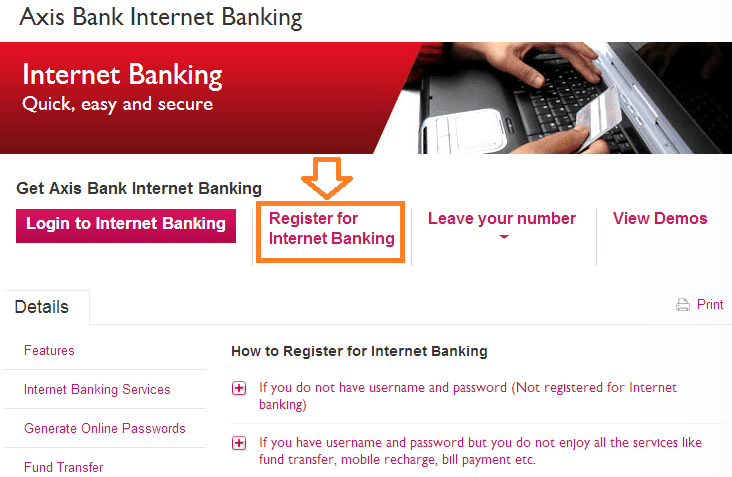 Axis Bank Internet Banking
Internet Banking
Quick, easy and secure
Get Axis Bank Internet Banking
Login to Internet Banking
Register for
Internet Banking
Leave your number
View Demos
Details
Print
Features
Internet Banking Services
Generate Online Passwords
Fund Transfer
How to Register for Internet Banking
If you do not have username and password (Not registered for Internet
banking)
If you have username and password but you do not enjoy all the services like
fund transfer, mobile recharge, bill payment etc.